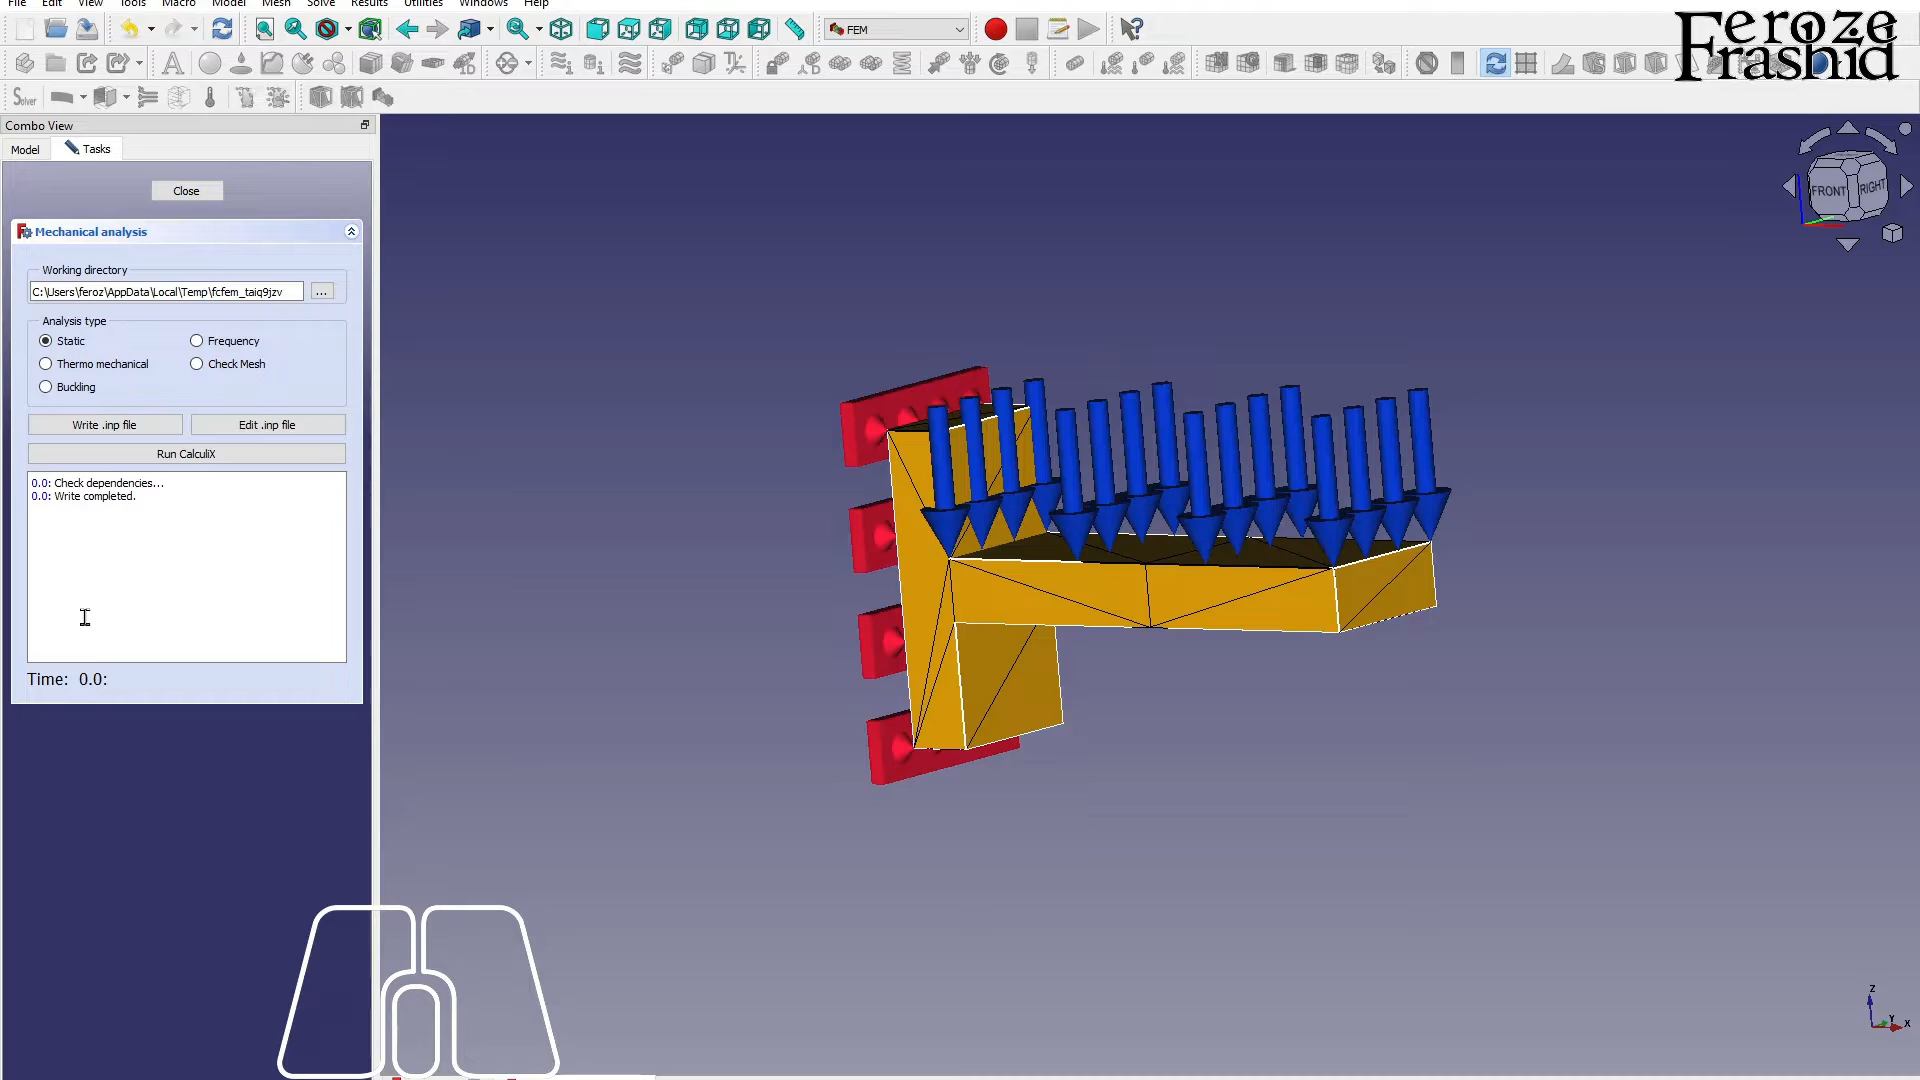 File Edit View Tools Macro Model Mesh Solve Results Utilities Windows Help
FEM
Feroze
Frashid
Solver
Combo View
Model Tasks
Close
Mechanical analysis
Working directory
C:\Users\feroz\AppData\Local\Temp\fcfem_taiq9jzv ...
Analysis type
Static Frequency
Thermo mechanical Check Mesh
Buckling
Write .inp file Edit .inp file
Run CalculiX
0.0: Check dependencies...
0.0: Write completed.
Time: 0.0:
FRONT RIGHT
Z
Y
X